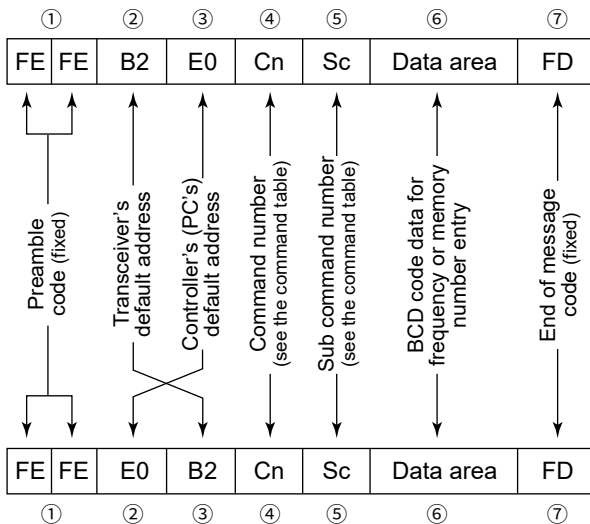 ① ② ③ ④ ⑤ ⑥ ⑦
FE FE B2 E0 Cn Sc Data area FD
Preamble
code (fixed)
Transceiver's
default address
Controller's (PC's)
default address
Command number
(see the command table)
Sub command number
(see the command table)
BCD code data for
frequency or memory
number entry
End of message
code (fixed)
FE FE E0 B2 Cn Sc Data area FD
① ② ③ ④ ⑤ ⑥ ⑦